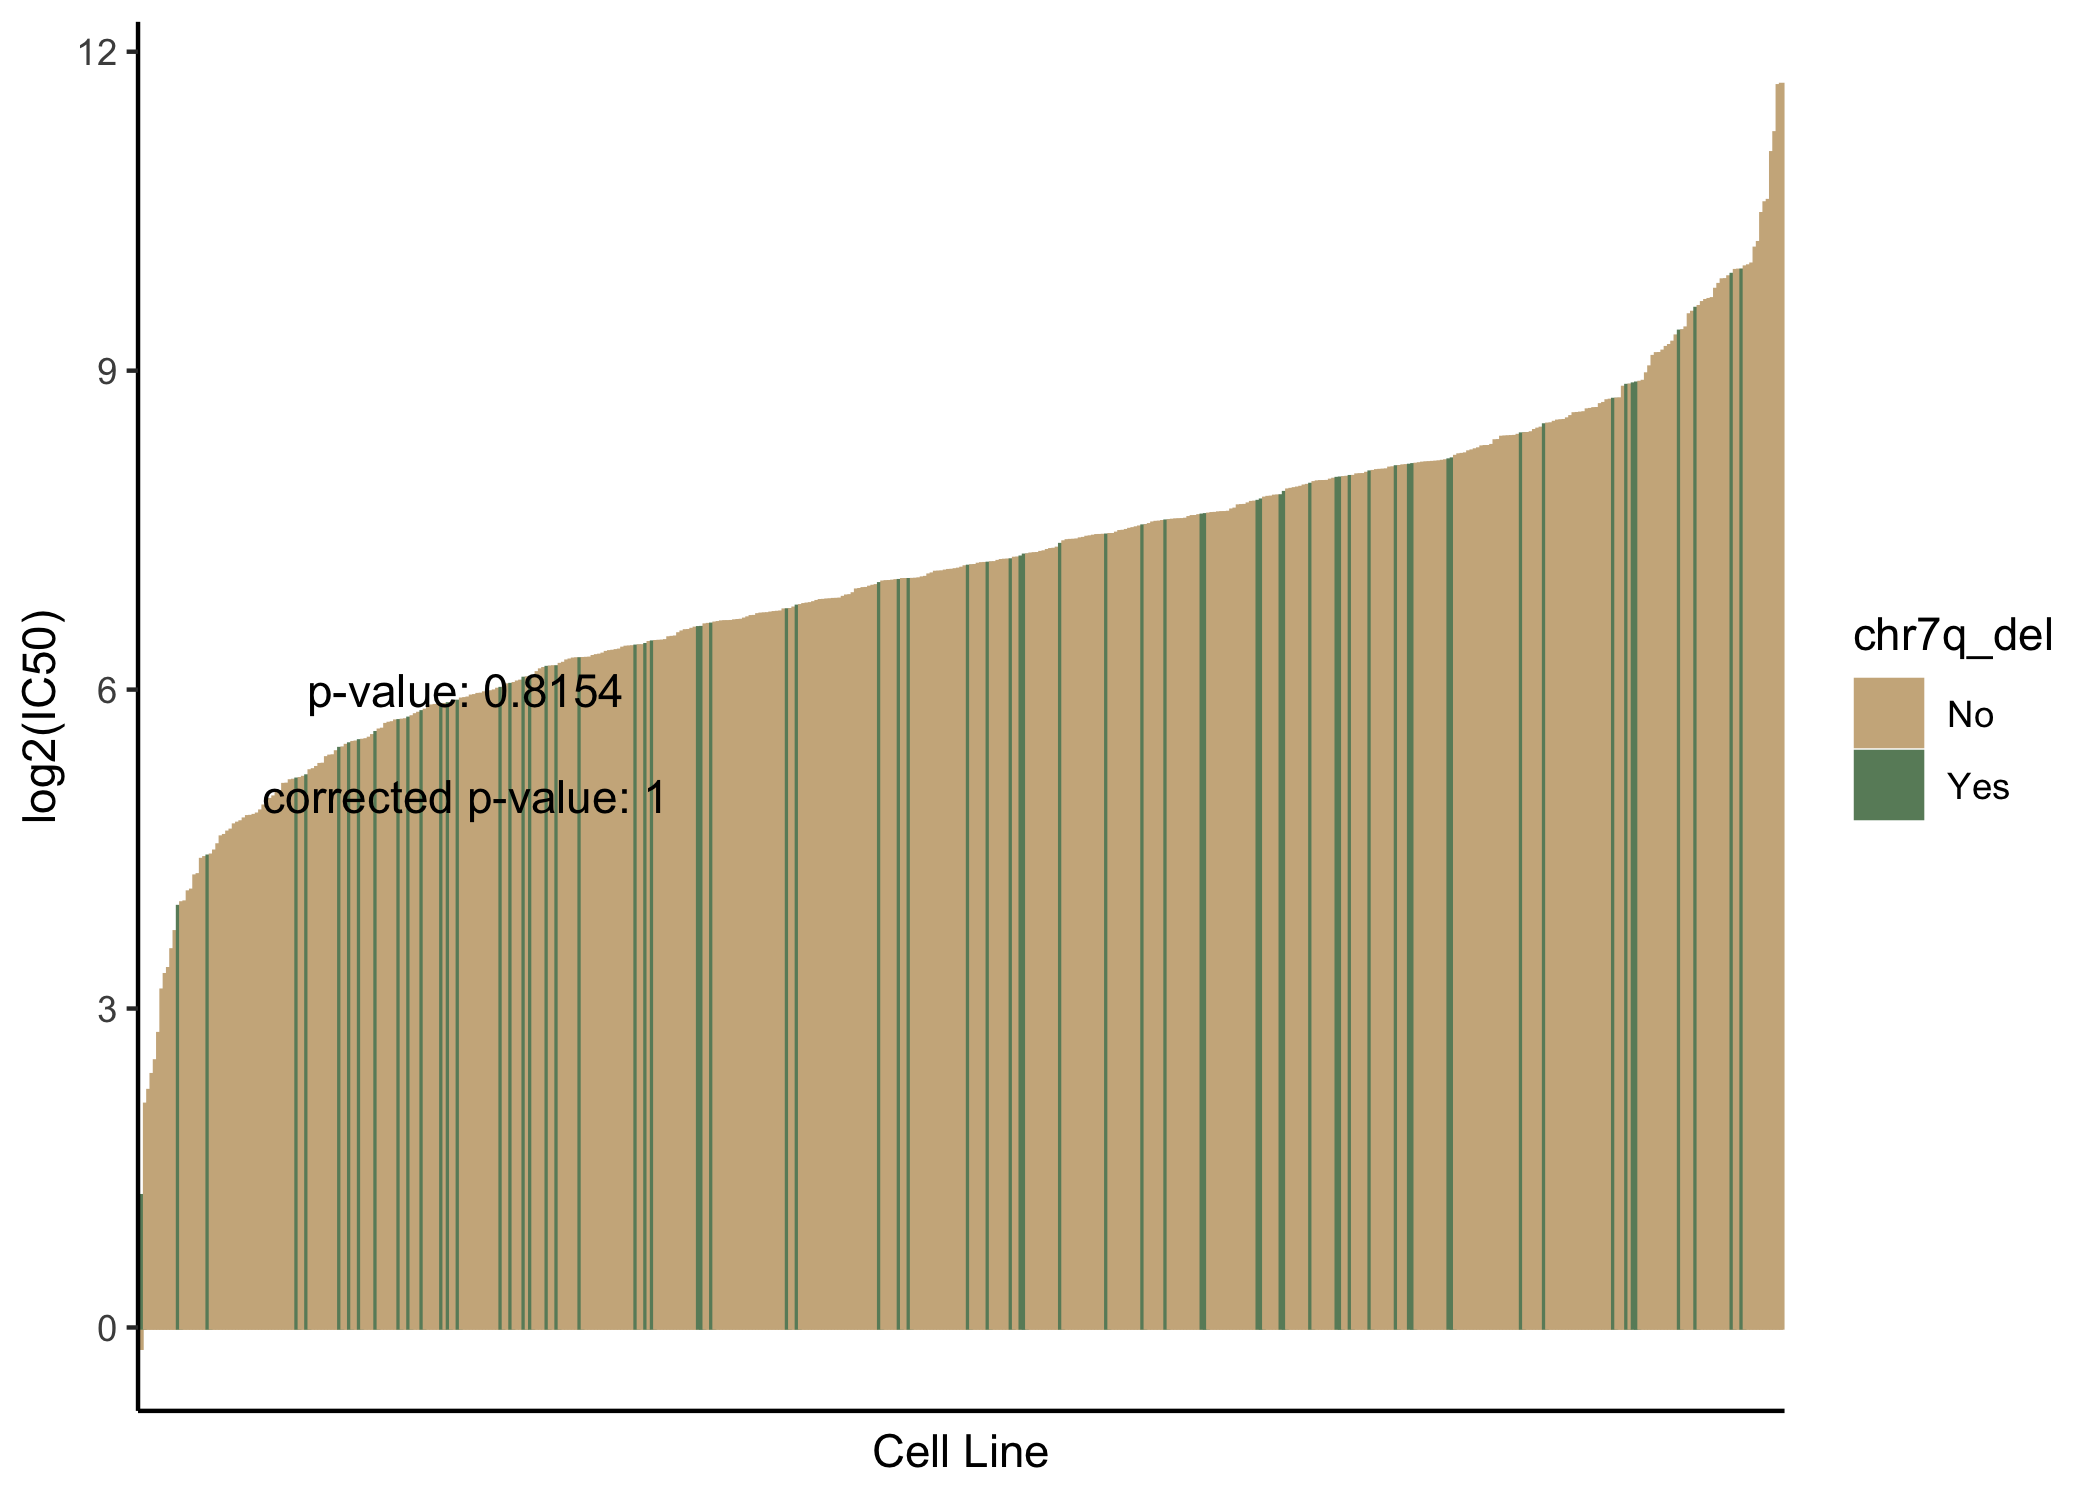 12
9
6
3
0
log2(IC50)
p-value: 0.8154
corrected p-value: 1
Cell Line
chr7q_del
No
Yes